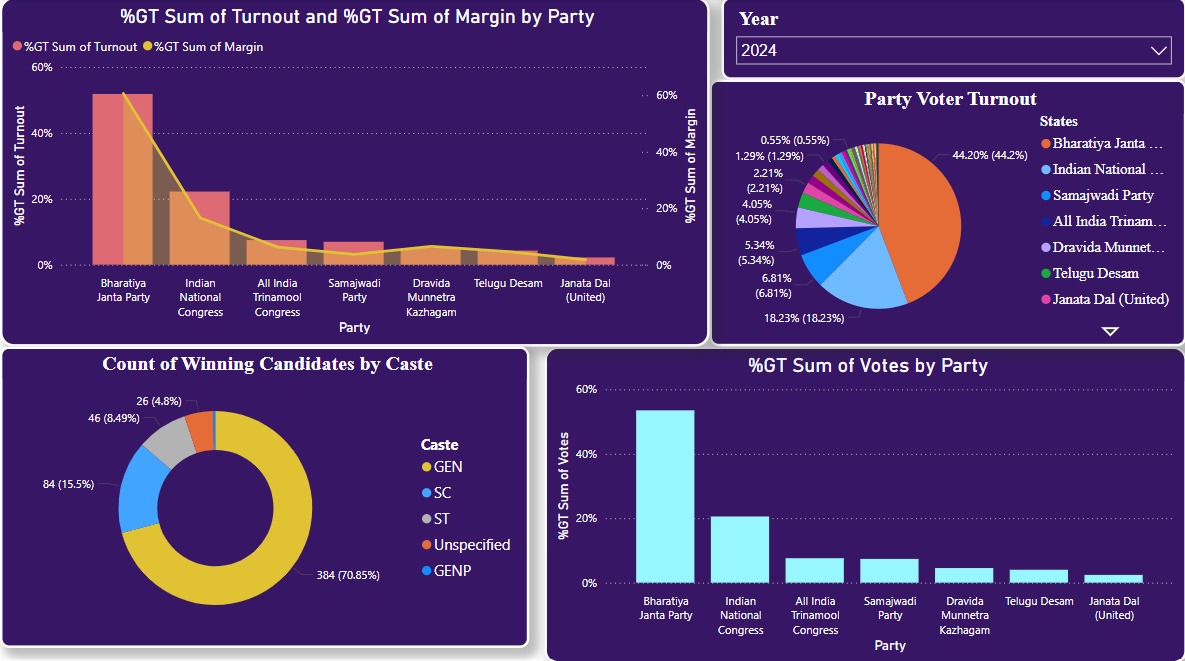 %GT Sum of Turnout and %GT Sum of Margin by Party
%GT Sum of Turnout %GT Sum of Margin
%GT Sum of Turnout
60%
40%
20%
0%
60%
40%
20%
0%
%GT Sum of Margin
Bharatiya
Janta Party
Indian
National
Congress
All India
Trinamool
Congress
Samajwadi
Party
Dravida
Munnetra
Kazhagam
Telugu Desam
Janata Dal
(United)
Party
Year
2024
Party Voter Turnout
0.55% (0.55%)
1.29% (1.29%)
2.21%
(2.21%)
4.05%
(4.05%)
5.34%
(5.34%)
6.81%
(6.81%)
18.23% (18.23%)
44.20% (44.2%)
States
Bharatiya Janta ...
Indian National ...
Samajwadi Party
All India Trinam...
Dravida Munnet...
Telugu Desam
Janata Dal (United)
Count of Winning Candidates by Caste
26 (4.8%)
46 (8.49%)
84 (15.5%)
384 (70.85%)
Caste
GEN
SC
ST
Unspecified
GENP
%GT Sum of Votes by Party
%GT Sum of Votes
60%
40%
20%
0%
Bharatiya
Janta Party
Indian
National
Congress
All India
Trinamool
Congress
Samajwadi
Party
Dravida
Munnetra
Kazhagam
Telugu Desam
Janata Dal
(United)
Party